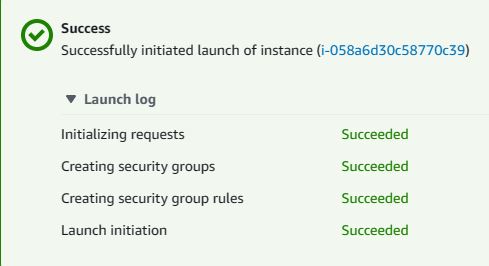 Success
Successfully initiated launch of instance (i-058a6d30c58770c39)
Launch log
Initializing requests Succeeded
Creating security groups Succeeded
Creating security group rules Succeeded
Launch initiation Succeeded